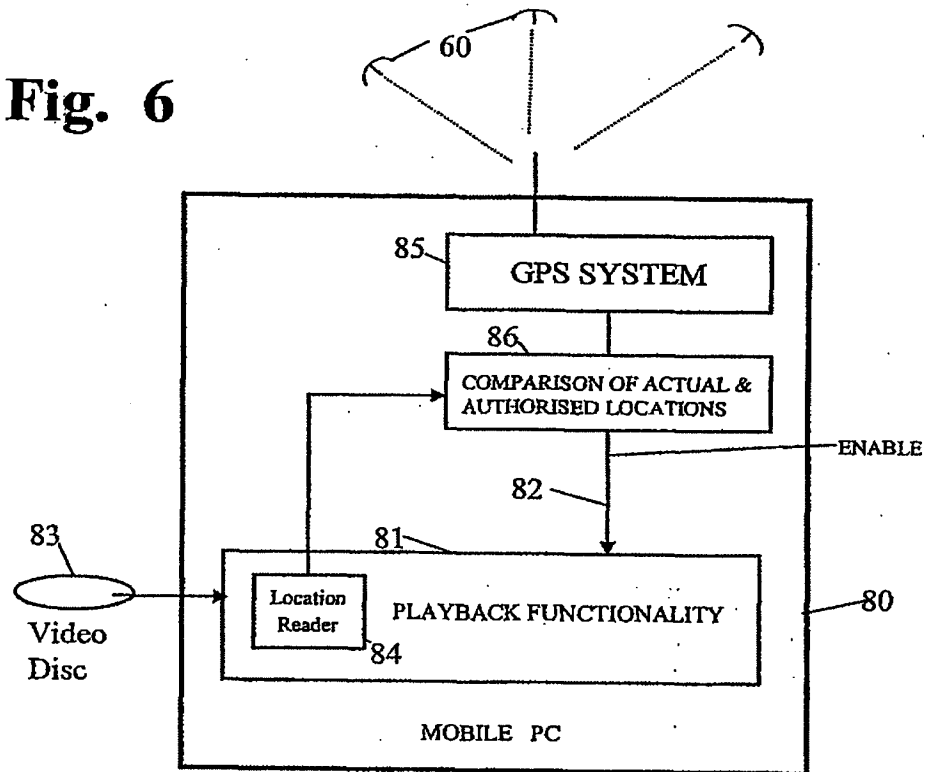 Fig. 6
60
85
GPS SYSTEM
86
COMPARISON OF ACTUAL &
AUTHORISED LOCATIONS
ENABLE
82
83
81
Location
Reader
84
PLAYBACK FUNCTIONALITY
80
Video
Disc
MOBILE PC